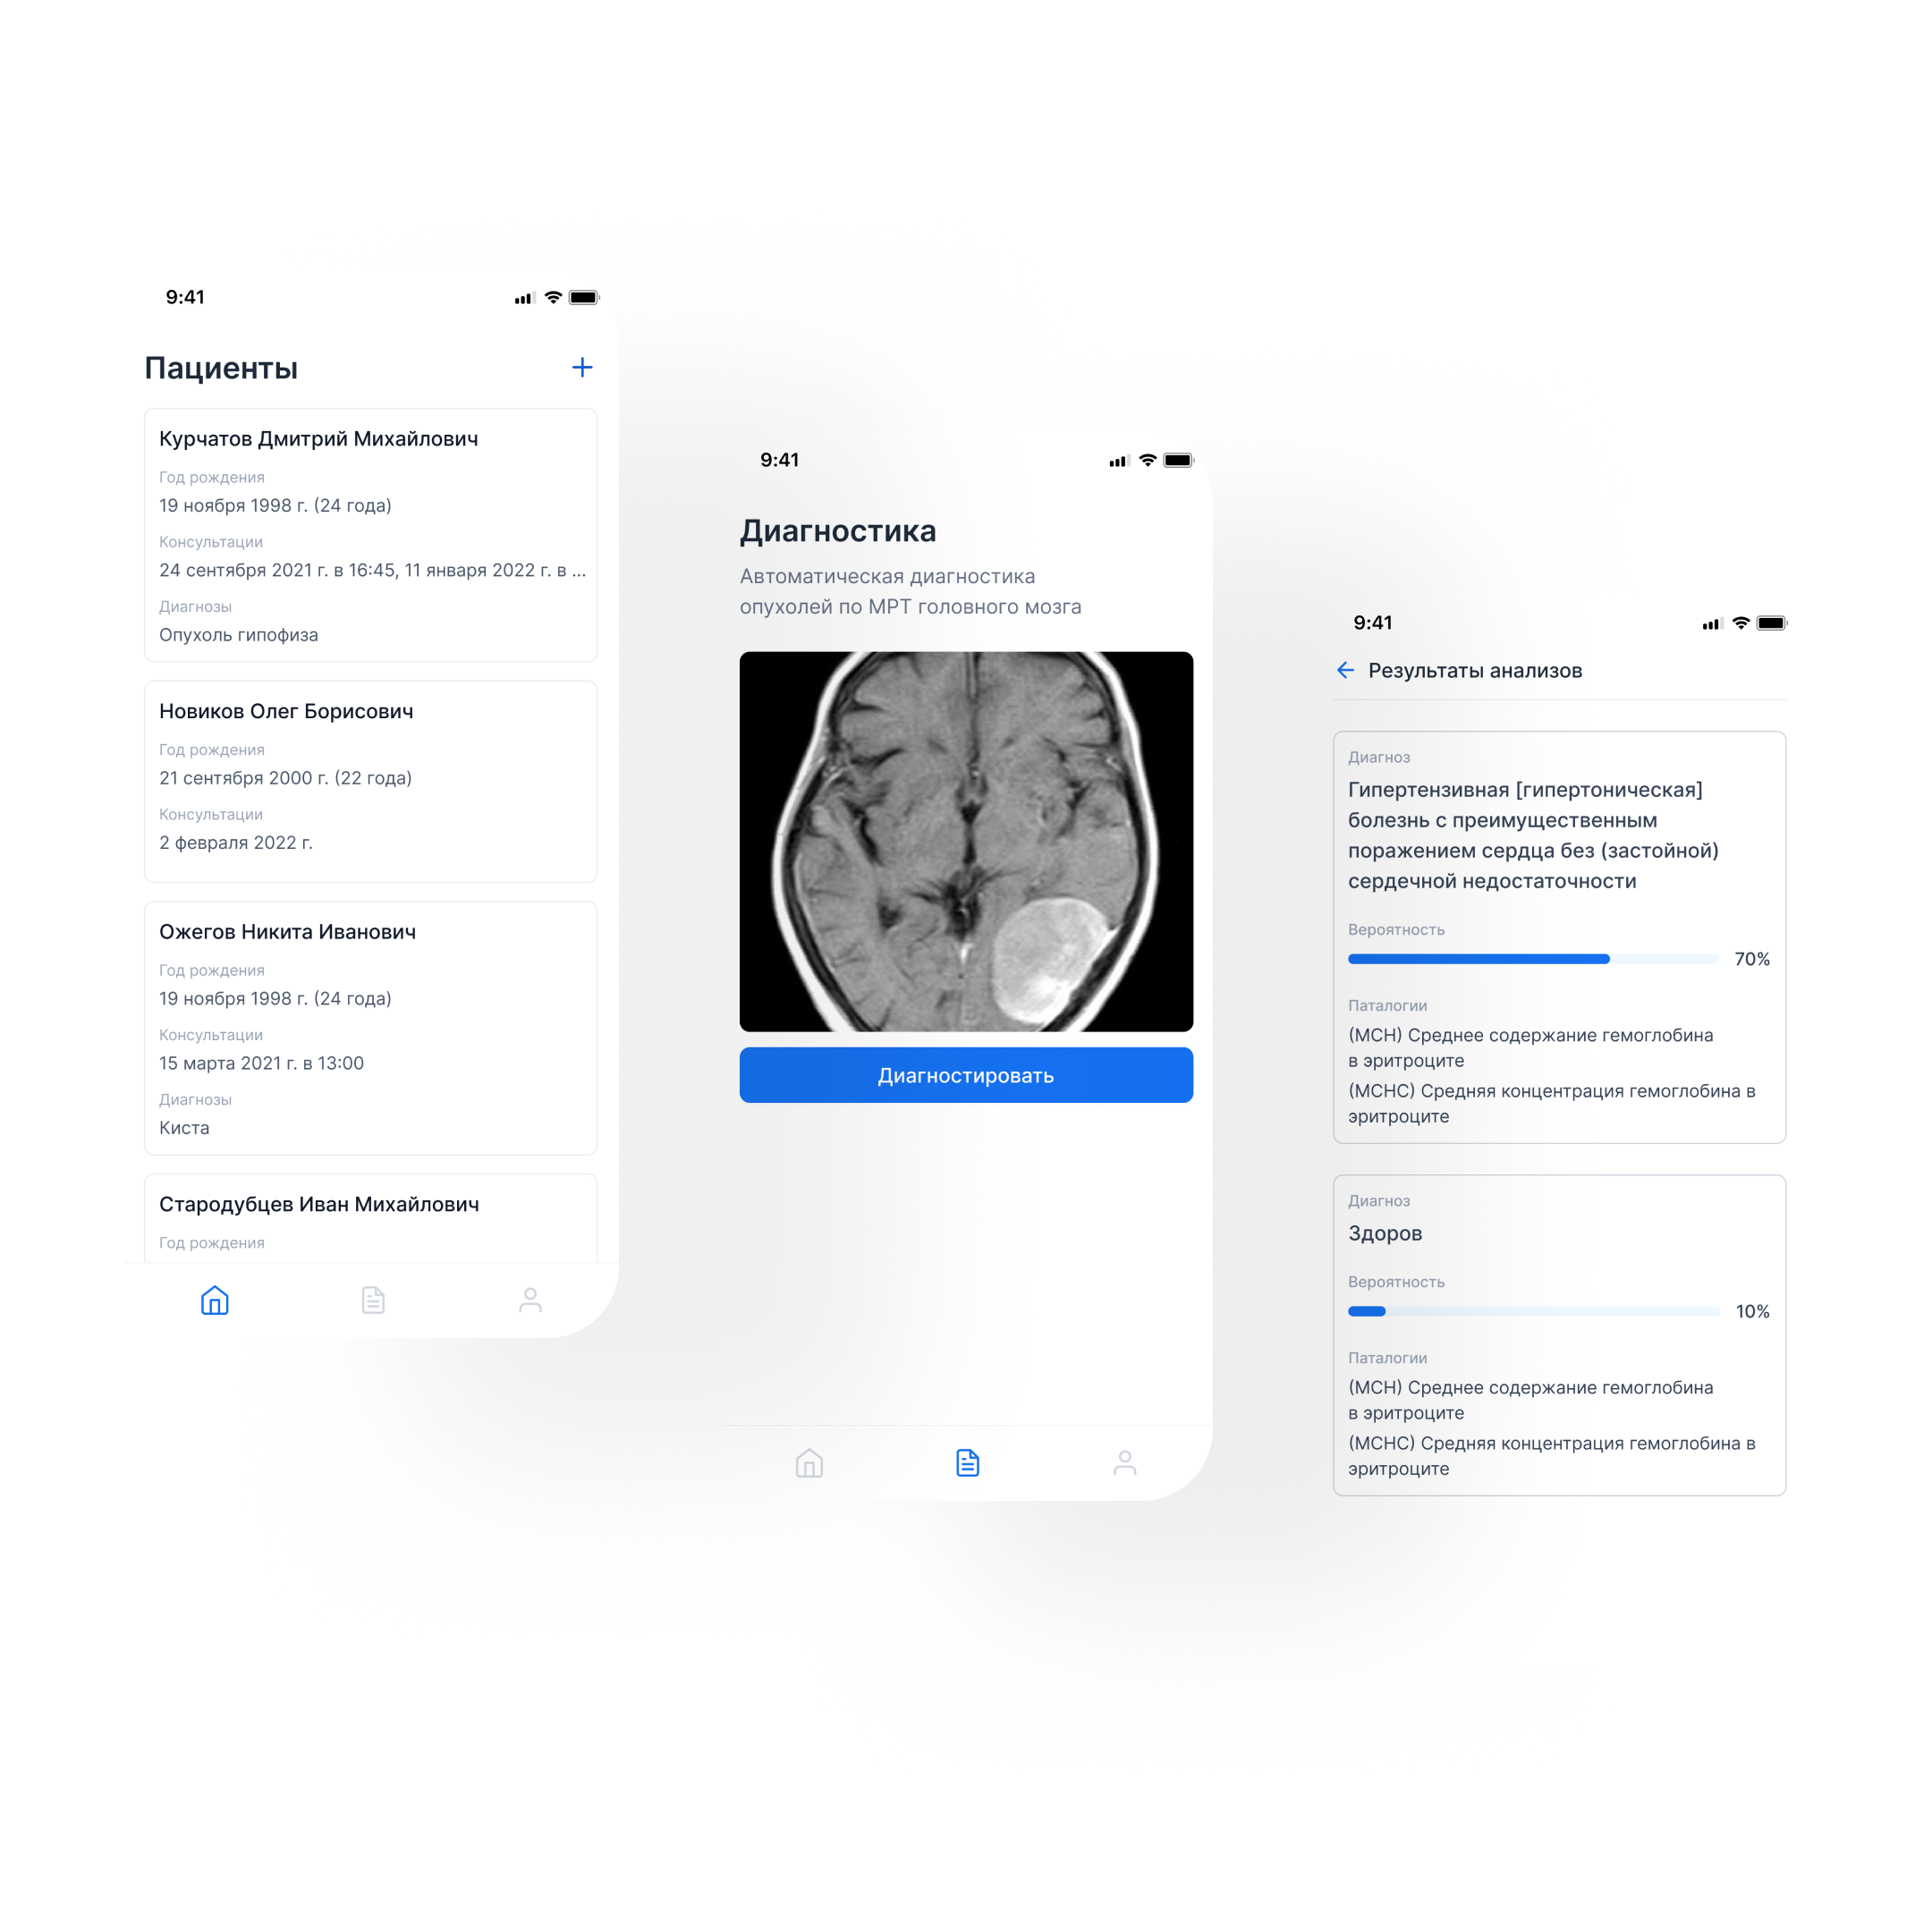 9:41
Пациенты
Курчатов Дмитрий Михайлович
Год рождения
19 ноября 1998 г. (24 года)
Консультации
24 сентября 2021 г. в 16:45, 11 января 2022 г. в ...
Диагнозы
Опухоль гипофиза
Новиков Олег Борисович
Год рождения
21 сентября 2000 г. (22 года)
Консультации
2 февраля 2022 г.
Ожегов Никита Иванович
Год рождения
19 ноября 1998 г. (24 года)
Консультации
15 марта 2021 г. в 13:00
Диагнозы
Киста
Стародубцев Иван Михайлович
Год рождения
9:41
Диагностика
Автоматическая диагностика
опухолей по МРТ головного мозга
Диагностировать
9:41
Результаты анализов
Диагноз
Гипертензивная [гипертоническая]
болезнь с преимущественным
поражением сердца без (застойной)
сердечной недостаточности
Вероятность
70%
Паталогии
(МСН) Среднее содержание гемоглобина
в эритроците
(МСНС) Средняя концентрация гемоглобина в
эритроците
Диагноз
Здоров
Вероятность
10%
Паталогии
(МСН) Среднее содержание гемоглобина
в эритроците
(МСНС) Средняя концентрация гемоглобина в
эритроците